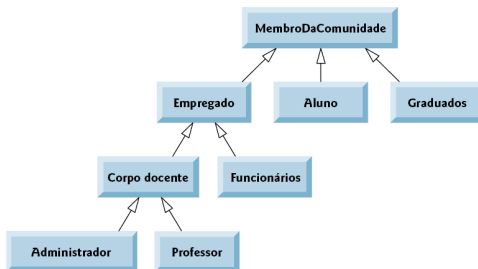 MembroDaComunidade
Empregado
Aluno
Graduados
Corpo docente
Funcionários
Administrador
Professor